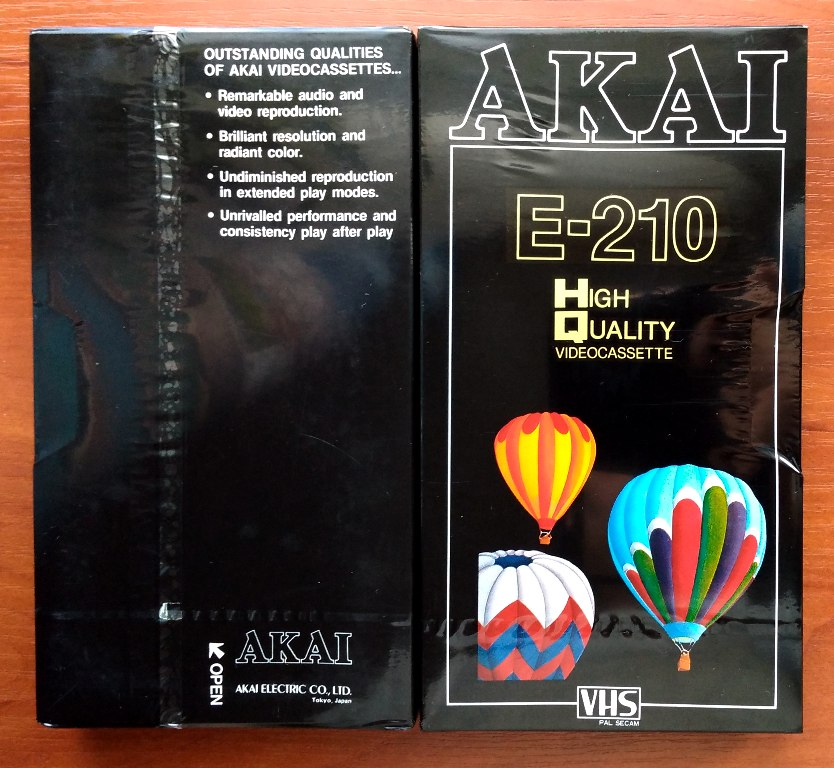 OUTSTANDING QUALITIES
OF AKAI VIDEOCASSETTES...
• Remarkable audio and
video reproduction.
• Brilliant resolution and
radiant color.
• Undiminished reproduction
in extended play modes.
• Unrivalled performance and
consistency play after play
OPEN
AKAI
AKAI ELECTRIC CO., LTD.
Tokyo, Japan
AKAI
E-210
HIGH
QUALITY
VIDEOCASSETTE
VHS
PAL SECAM